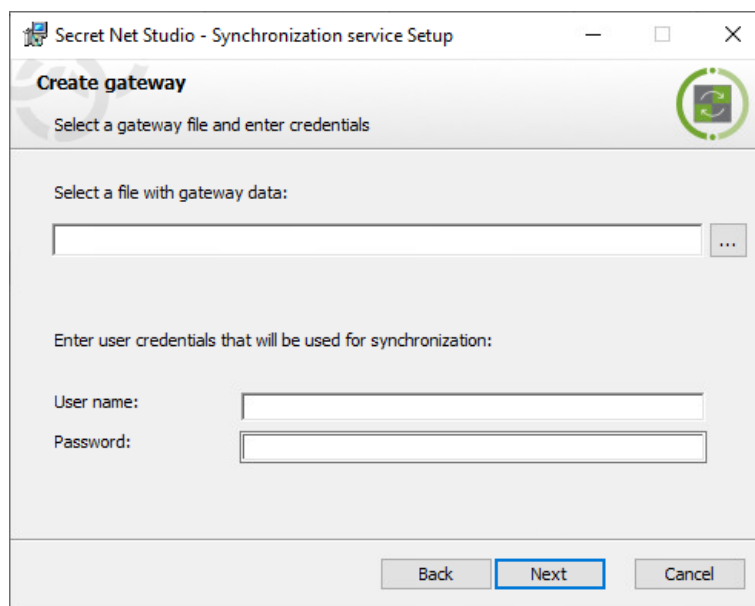 Secret Net Studio - Synchronization service Setup
Create gateway
Select a gateway file and enter credentials
Select a file with gateway data:
...
Enter user credentials that will be used for synchronization:
User name:
Password:
Back Next Cancel